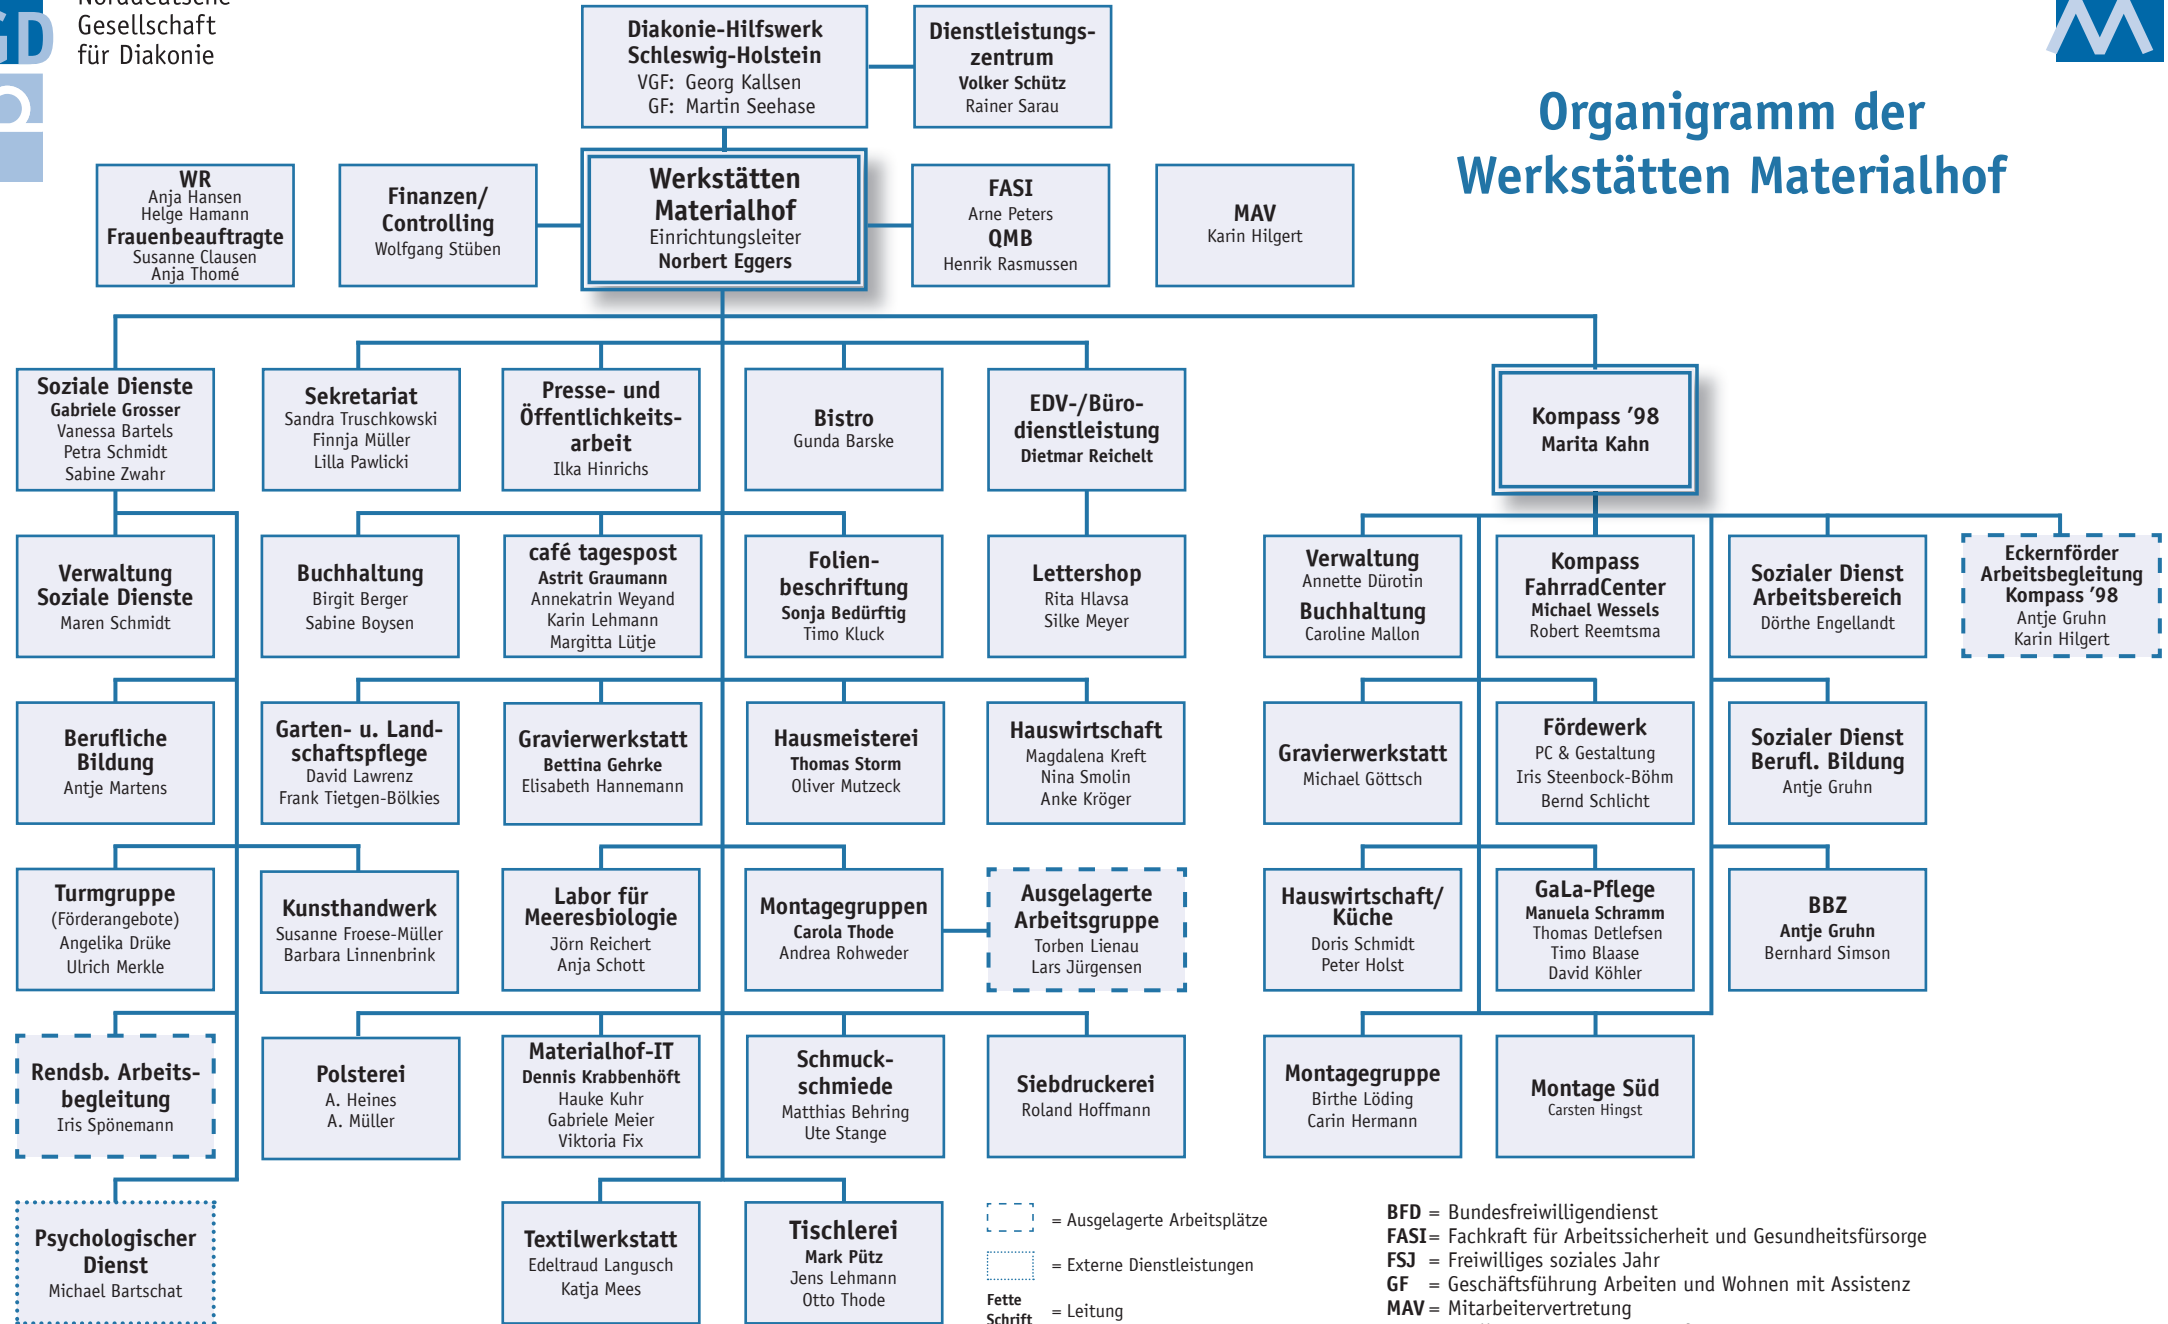 Gesellschaft
für Diakonie
Organigramm der
Werkstätten Materialhof
Diakonie-Hilfswerk
Schleswig-Holstein
VGF: Georg Kallsen
GF: Martin Seehase
Dienstleistungs-
zentrum
Volker Schütz
Rainer Sarau
WR
Anja Hansen
Helge Hamann
Frauenbeauftragte
Susanne Clausen
Anja Thomé
Finanzen/
Controlling
Wolfgang Stüben
Werkstätten
Materialhof
Einrichtungsleiter
Norbert Eggers
FASI
Arne Peters
QMB
Henrik Rasmussen
MAV
Karin Hilgert
Soziale Dienste
Gabriele Grosser
Vanessa Bartels
Petra Schmidt
Sabine Zwahr
Sekretariat
Sandra Truschkowski
Finnja Müller
Lilla Pawlicki
Presse- und
Öffentlichkeits-
arbeit
Ilka Hinrichs
Bistro
Gunda Barske
EDV-/Büro-
dienstleistung
Dietmar Reichelt
Kompass ’98
Marita Kahn
Verwaltung
Soziale Dienste
Maren Schmidt
Buchhaltung
Birgit Berger
Sabine Boysen
café tagespost
Astrit Graumann
Annekatrin Weyand
Karin Lehmann
Margitta Lütje
Folien-
beschriftung
Sonja Bedürftig
Timo Kluck
Lettershop
Rita Hlavsa
Silke Meyer
Verwaltung
Annette Dürotin
Buchhaltung
Caroline Mallon
Kompass
FahrradCenter
Michael Wessels
Robert Reemtsma
Sozialer Dienst
Arbeitsbereich
Dörthe Engellandt
Eckernförder
Arbeitsbegleitung
Kompass ’98
Antje Gruhn
Karin Hilgert
Berufliche
Bildung
Antje Martens
Garten- u. Land-
schaftspflege
David Lawrenz
Frank Tietgen-Bölkies
Gravierwerkstatt
Bettina Gehrke
Elisabeth Hannemann
Hausmeisterei
Thomas Storm
Oliver Mutzeck
Hauswirtschaft
Magdalena Kreft
Nina Smolin
Anke Kröger
Gravierwerkstatt
Michael Göttsch
Fördewerk
PC & Gestaltung
Iris Steenbock-Böhm
Bernd Schlicht
Sozialer Dienst
Berufl. Bildung
Antje Gruhn
Turmgruppe
(Förderangebote)
Angelika Drüke
Ulrich Merkle
Kunsthandwerk
Susanne Froese-Müller
Barbara Linnenbrink
Labor für
Meeresbiologie
Jörn Reichert
Anja Schott
Montagegruppen
Carola Thode
Andrea Rohweder
Ausgelagerte
Arbeitsgruppe
Torben Lienau
Lars Jürgensen
Hauswirtschaft/
Küche
Doris Schmidt
Peter Holst
GaLa-Pflege
Manuela Schramm
Thomas Detlefsen
Timo Blaase
David Köhler
BBZ
Antje Gruhn
Bernhard Simson
Rendsb. Arbeits-
begleitung
Iris Spönemann
Polsterei
A. Heines
A. Müller
Materialhof-IT
Dennis Krabbenhöft
Hauke Kuhr
Gabriele Meier
Viktoria Fix
Schmuck-
schmiede
Matthias Behring
Ute Stange
Siebdruckerei
Roland Hoffmann
Montagegruppe
Birthe Löding
Carin Hermann
Montage Süd
Carsten Hingst
Psychologischer
Dienst
Michael Bartschat
Textilwerkstatt
Edeltraud Langusch
Katja Mees
Tischlerei
Mark Pütz
Jens Lehmann
Otto Thode
= Ausgelagerte Arbeitsplätze
= Externe Dienstleistungen
Fette
Schrift = Leitung
BFD = Bundesfreiwilligendienst
FASI= Fachkraft für Arbeitssicherheit und Gesundheitsfürsorge
FSJ = Freiwilliges soziales Jahr
GF = Geschäftsführung Arbeiten und Wohnen mit Assistenz
MAV = Mitarbeitervertretung